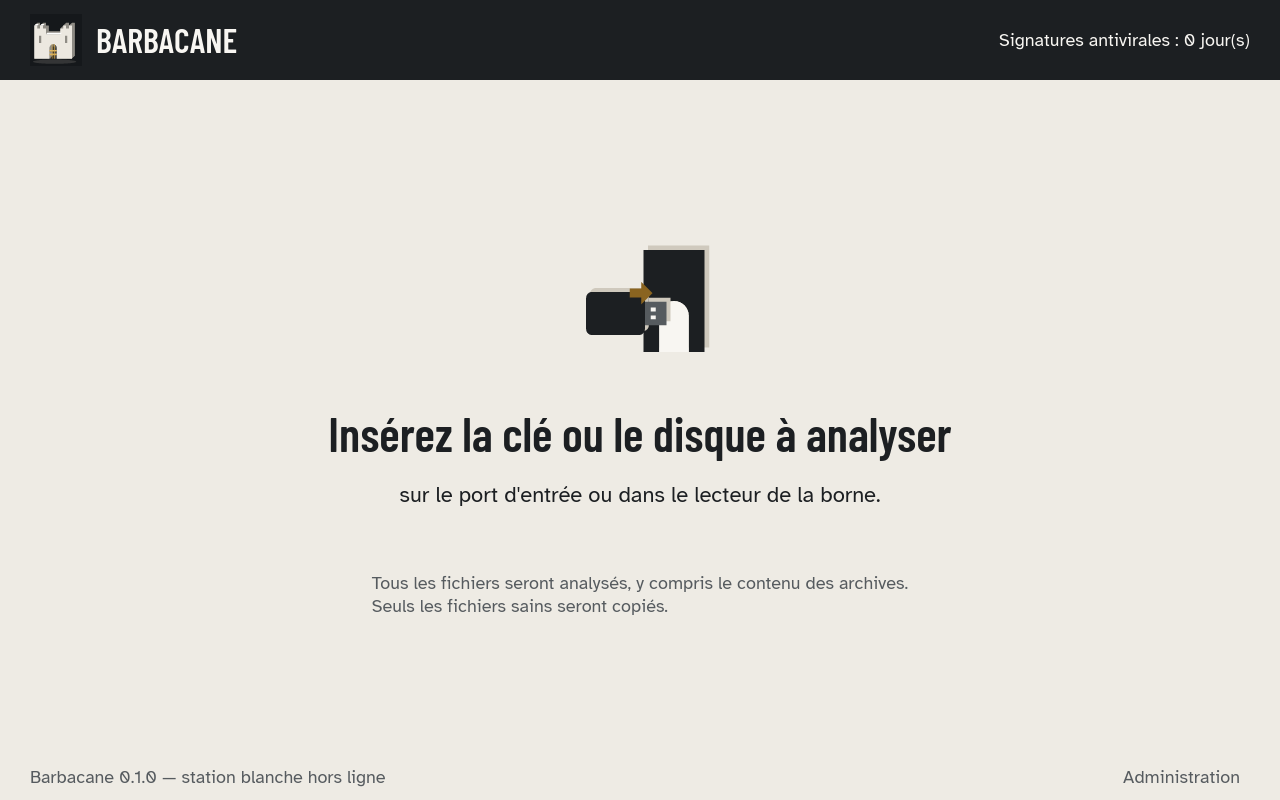 BARBACANE
Signatures antivirales : 0 jour(s)
Insérez la clé ou le disque à analyser
sur le port d'entrée ou dans le lecteur de la borne.
Tous les fichiers seront analysés, y compris le contenu des archives.
Seuls les fichiers sains seront copiés.
Barbacane 0.1.0 — station blanche hors ligne
Administration